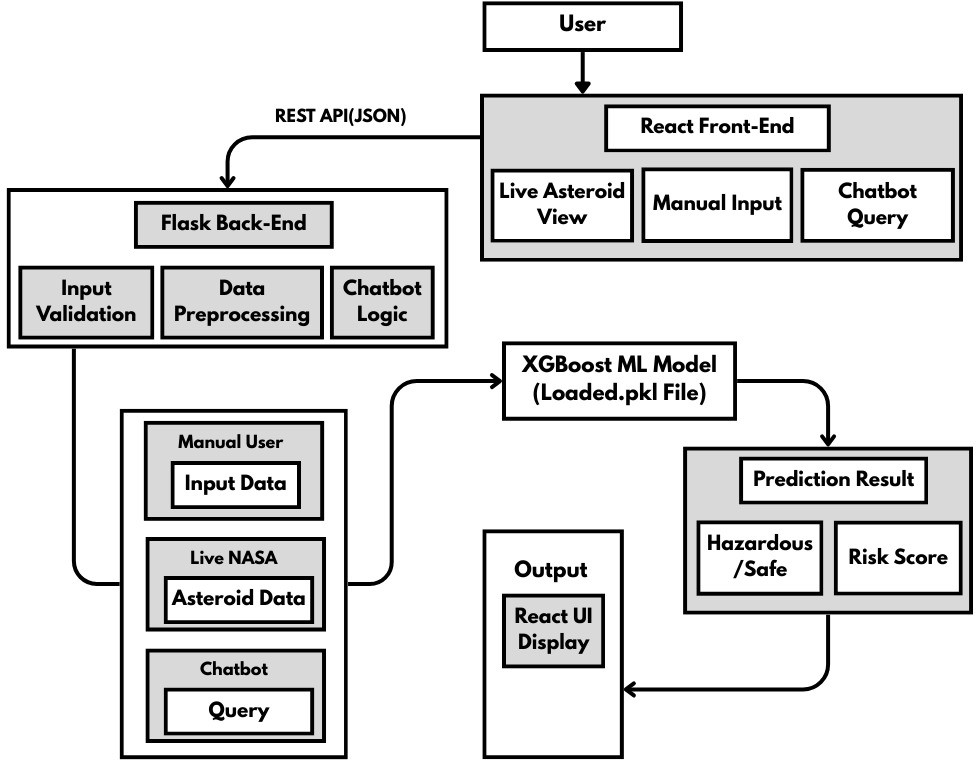 User
REST API(JSON)
React Front-End
Live Asteroid
View
Manual Input
Chatbot
Query
Flask Back-End
Input
Validation
Data
Preprocessing
Chatbot
Logic
XGBoost ML Model
(Loaded.pkl File)
Manual User
Input Data
Live NASA
Asteroid Data
Chatbot
Query
Prediction Result
Hazardous
/Safe
Risk Score
Output
React UI
Display